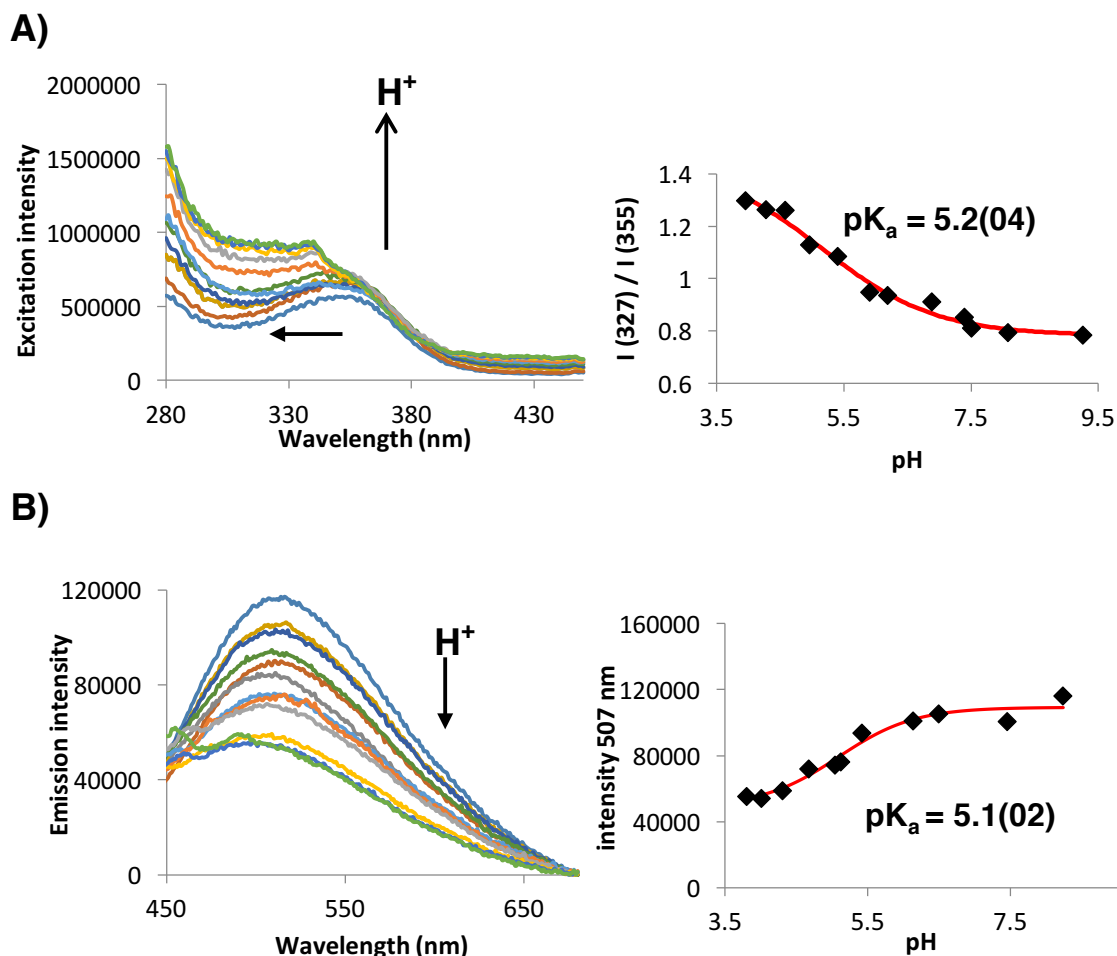 A)
Excitation intensity
2000000
1500000
1000000
500000
0
280
330
380
430
Wavelength (nm)
H+
I (327) / I (355)
1.4
1.2
1
0.8
0.6
3.5
5.5
7.5
9.5
pH
pKa = 5.2(04)
B)
Emission intensity
120000
80000
40000
0
450
550
650
Wavelength (nm)
H+
intensity 507 nm
160000
120000
80000
40000
0
3.5
5.5
7.5
pH
pKa = 5.1(02)